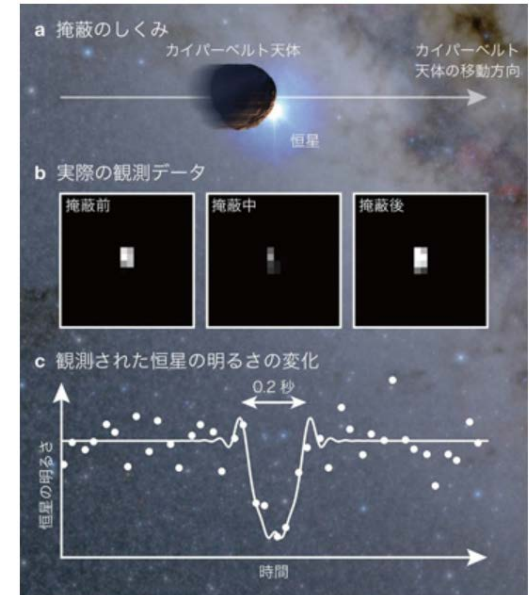 a 掩蔽のしくみ
カイパーベルト天体
カイパーベルト
天体の移動方向
恒星
b 実際の観測データ
掩蔽前
掩蔽中
掩蔽後
c 観測された恒星の明るさの変化
0.2 秒
恒星の明るさ
時間